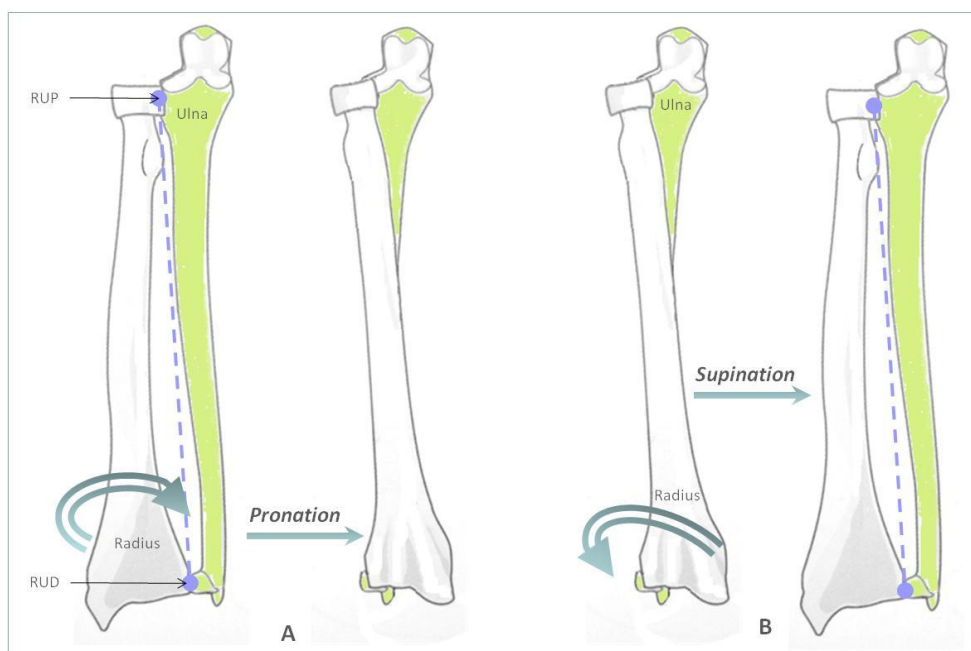 RUP
Ulna
Radius
RUD
Pronation
A
Ulna
Supination
Radius
B